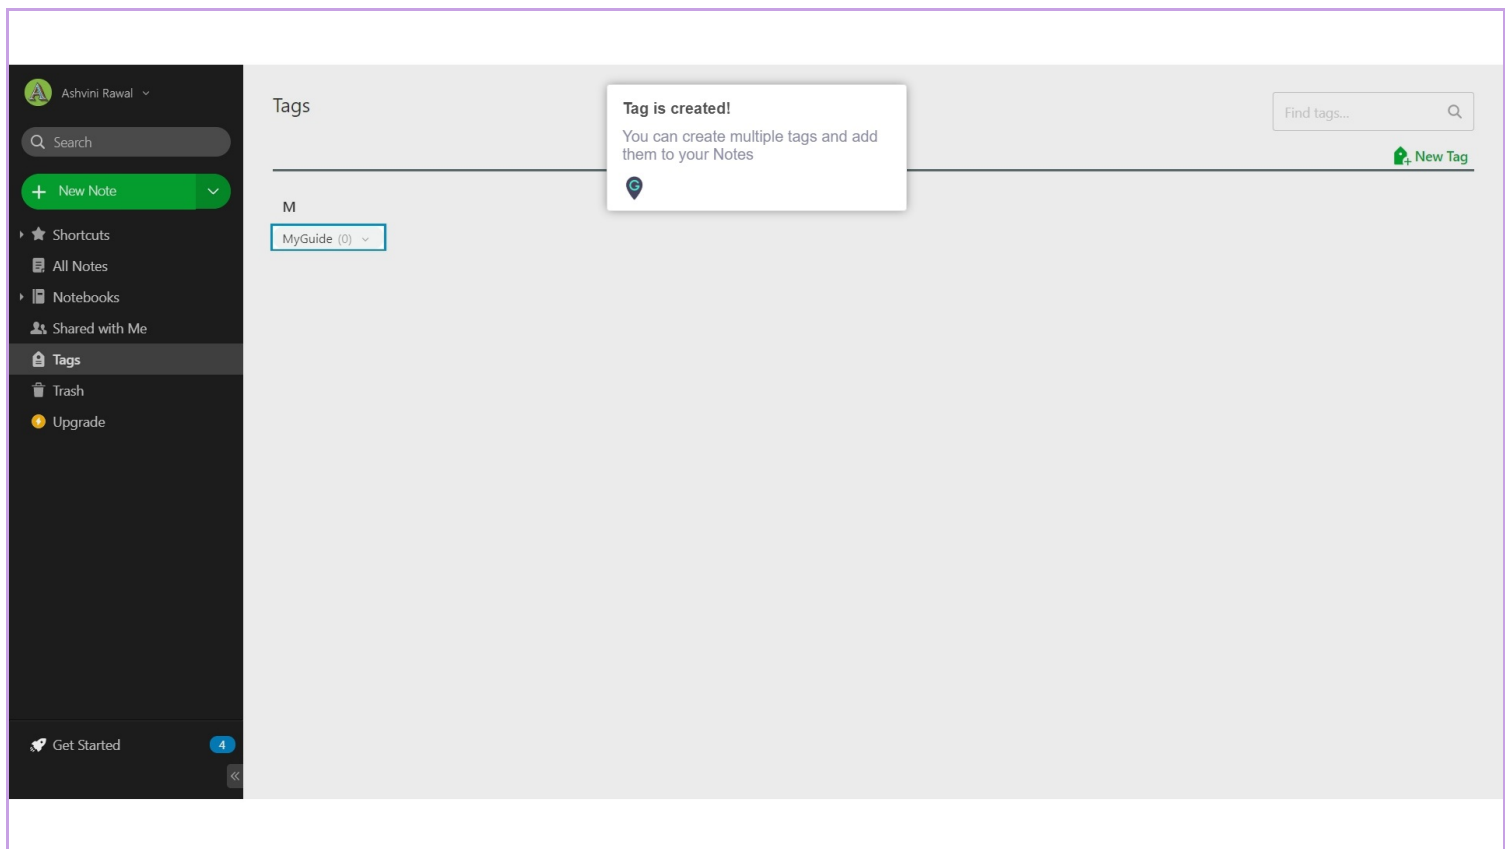 A
Ashvini Rawal
Search
New Note
Shortcuts
All Notes
Notebooks
Shared with Me
Tags
Trash
Upgrade
Get Started
4
Tags
Tag is created!
You can create multiple tags and add
them to your Notes
G
Find tags...
New Tag
M
MyGuide (0)